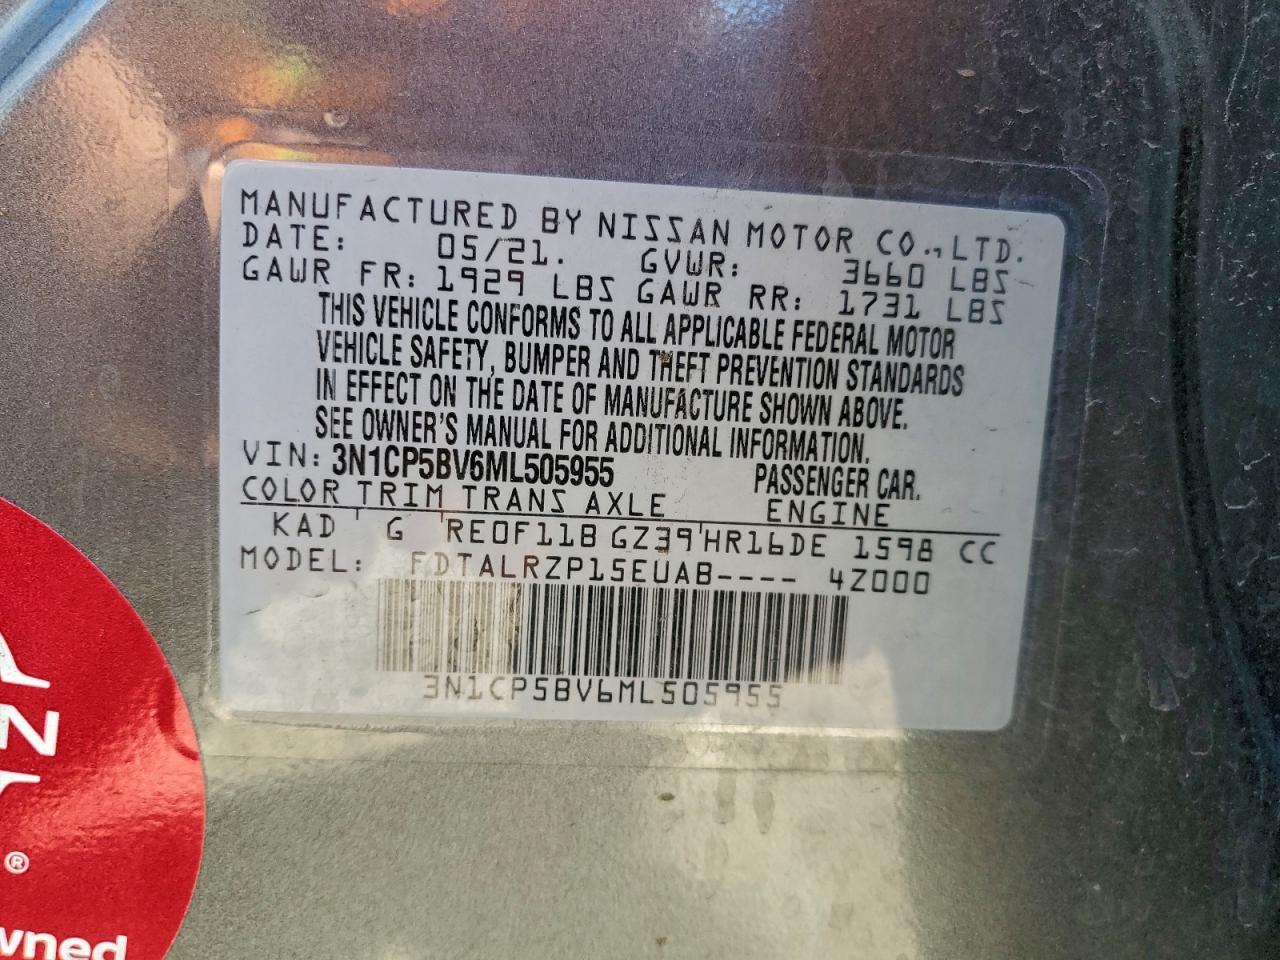 MANUFACTURED BY NISSAN MOTOR CO.,LTD.
DATE: 05/21. GVWR: 3660 LBS
GAWR FR: 1929 LBS GAWR RR: 1731 LBS
THIS VEHICLE CONFORMS TO ALL APPLICABLE FEDERAL MOTOR
VEHICLE SAFETY, BUMPER AND THEFT PREVENTION STANDARDS
IN EFFECT ON THE DATE OF MANUFACTURE SHOWN ABOVE.
SEE OWNER'S MANUAL FOR ADDITIONAL INFORMATION.
VIN: 3N1CP5BV6ML505955 PASSENGER CAR.
COLOR TRIM TRANS AXLE ENGINE
KAD G RE0F11B GZ39 HR16DE 1598 CC
MODEL: FDTALRZP15EUAB---- 4Z000
3N1CP5BV6ML505955
N
®
wned